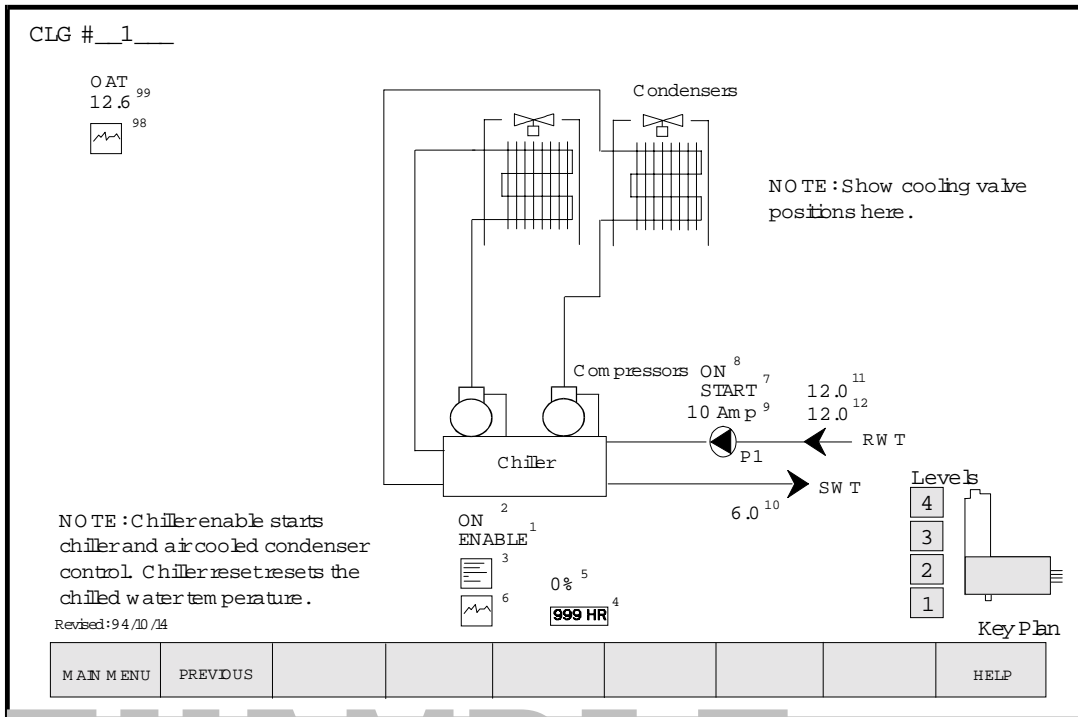 CLG #__1___
OAT
12.6 99
98
Condensers
NOTE: Show cooling valve
positions here.
Compressors ON 8
START 7
10 Amp 9
12.0 11
12.0 12
RWT
P1
Chiller
SWT
6.0 10
2
ON
ENABLE 1
3
0% 5
6
999 HR 4
NOTE: Chiller enable starts
chiller and air cooled condenser
control. Chiller reset resets the
chilled water temperature.
Revised: 94/10/14
Levels
4
3
2
1
Key Plan
MAIN MENU PREVIOUS HELP